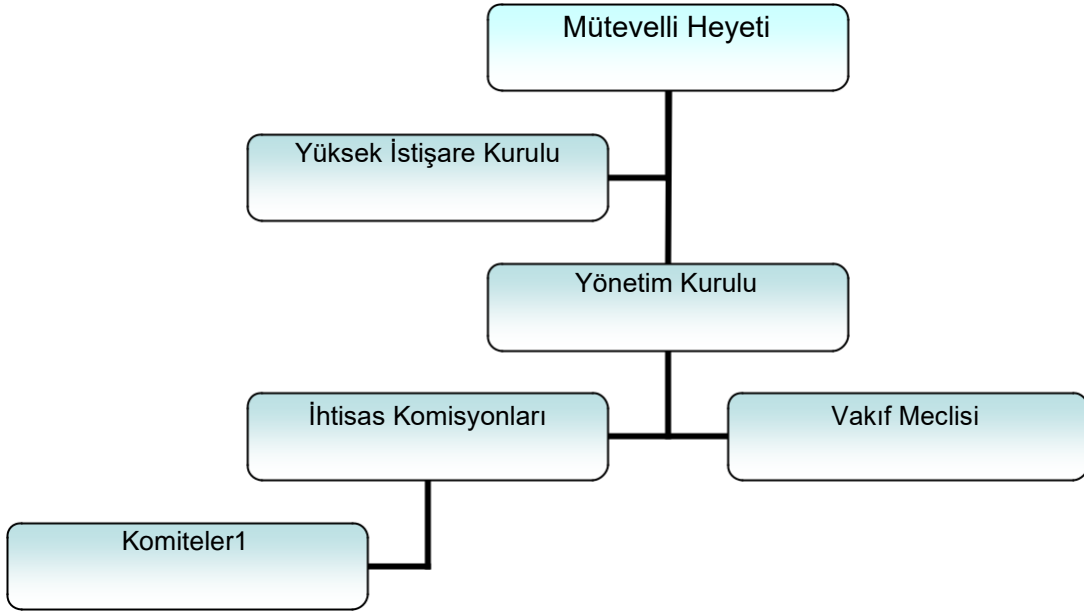 Mütevelli Heyeti
Yüksek İstişare Kurulu
Yönetim Kurulu
İhtisas Komisyonları
Vakıf Meclisi
Komiteler1